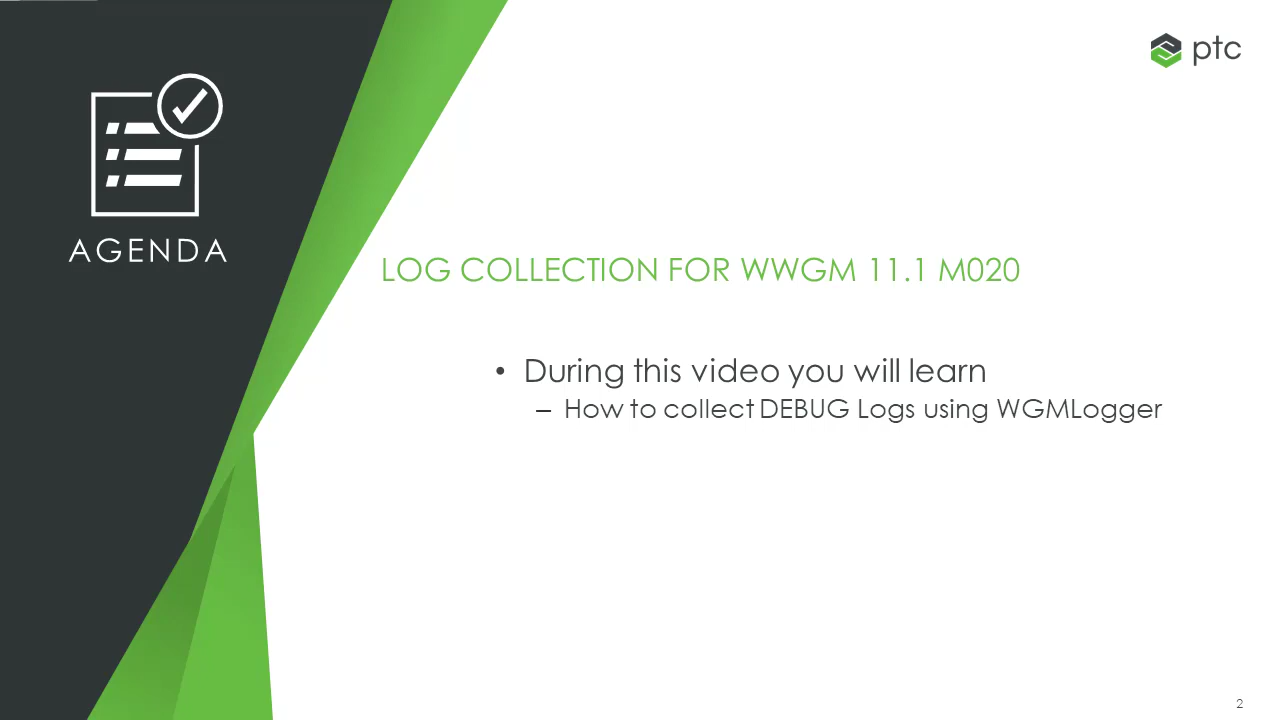 ptc
AGENDA
LOG COLLECTION FOR WWGM 11.1 M020
• During this video you will learn
– How to collect DEBUG Logs using WGMLogger
2